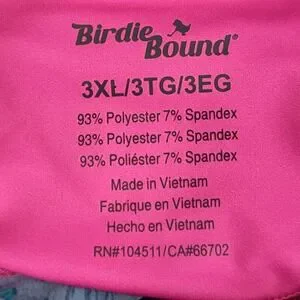 Birdie
Bound®
3XL/3TG/3EG
93% Polyester 7% Spandex
93% Polyester 7% Spandex
93% Poliéster 7% Spandex
Made in Vietnam
Fabrique en Vietnam
Hecho en Vietnam
RN#104511/CA#66702